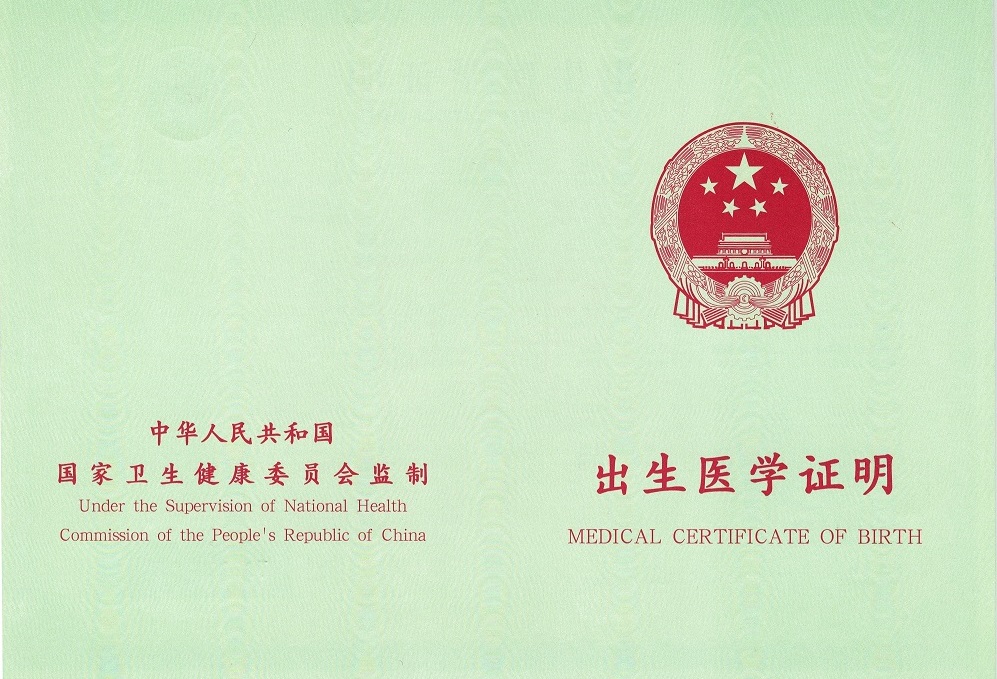 中华人民共和国
国家卫生健康委员会监制
Under the Supervision of National Health
Commission of the People's Republic of China
出生医学证明
MEDICAL CERTIFICATE OF BIRTH